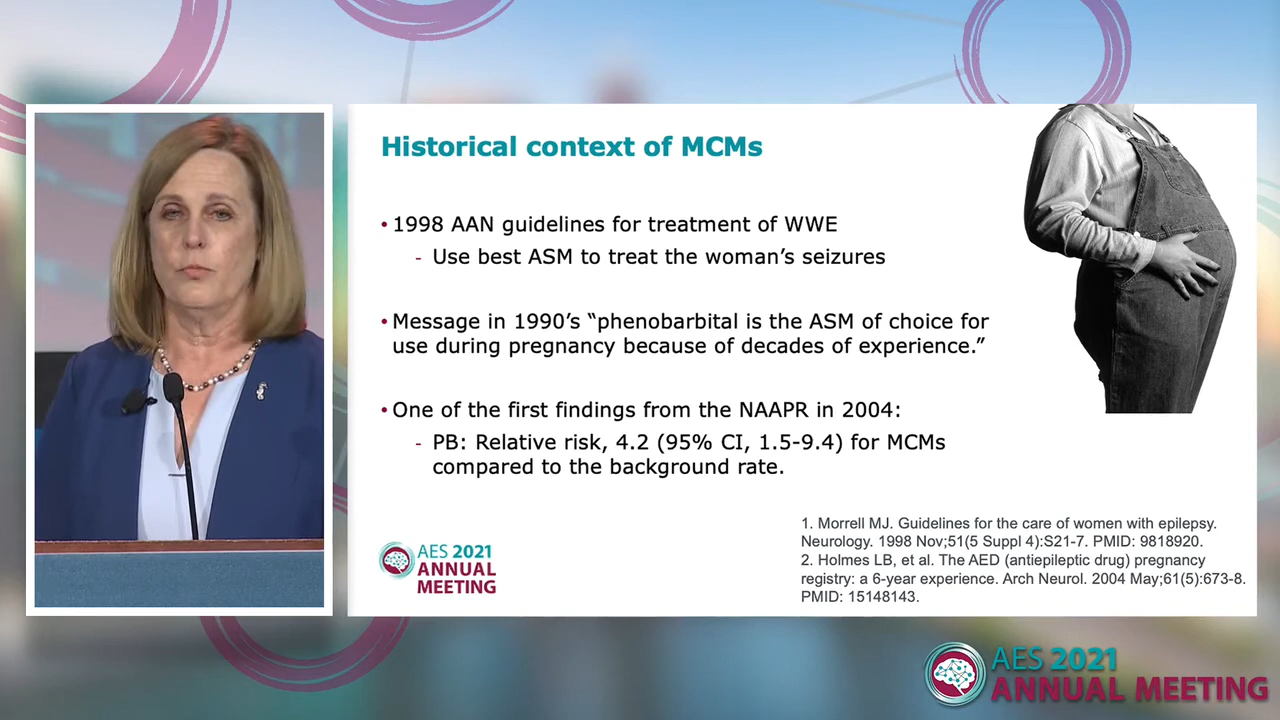 Historical context of MCMs
• 1998 AAN guidelines for treatment of WWE
- Use best ASM to treat the woman’s seizures
• Message in 1990’s “phenobarbital is the ASM of choice for
use during pregnancy because of decades of experience.”
• One of the first findings from the NAAPR in 2004:
- PB: Relative risk, 4.2 (95% CI, 1.5-9.4) for MCMs
compared to the background rate.
1. Morrell MJ. Guidelines for the care of women with epilepsy.
Neurology. 1998 Nov;51(5 Suppl 4):S21-7. PMID: 9818920.
2. Holmes LB, et al. The AED (antiepileptic drug) pregnancy
registry: a 6-year experience. Arch Neurol. 2004 May;61(5):673-8.
PMID: 15148143.
AES 2021
ANNUAL
MEETING
AES 2021
ANNUAL MEETING